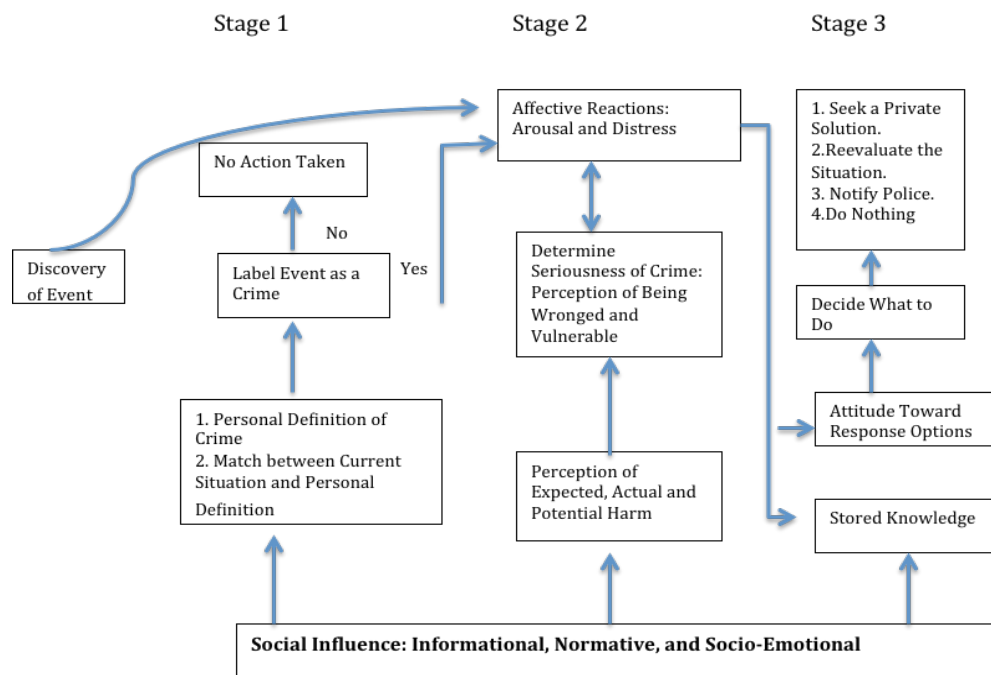 Stage 1
Stage 2
Stage 3
Discovery
of Event
No Action Taken
No
Label Event as a
Crime
Yes
1. Personal Definition of
Crime
2. Match between Current
Situation and Personal
Definition
Affective Reactions:
Arousal and Distress
Determine
Seriousness of Crime:
Perception of Being
Wronged and
Vulnerable
Perception of
Expected, Actual and
Potential Harm
1. Seek a Private
Solution.
2.Reevaluate the
Situation.
3. Notify Police.
4.Do Nothing
Decide What to
Do
Attitude Toward
Response Options
Stored Knowledge
Social Influence: Informational, Normative, and Socio-Emotional